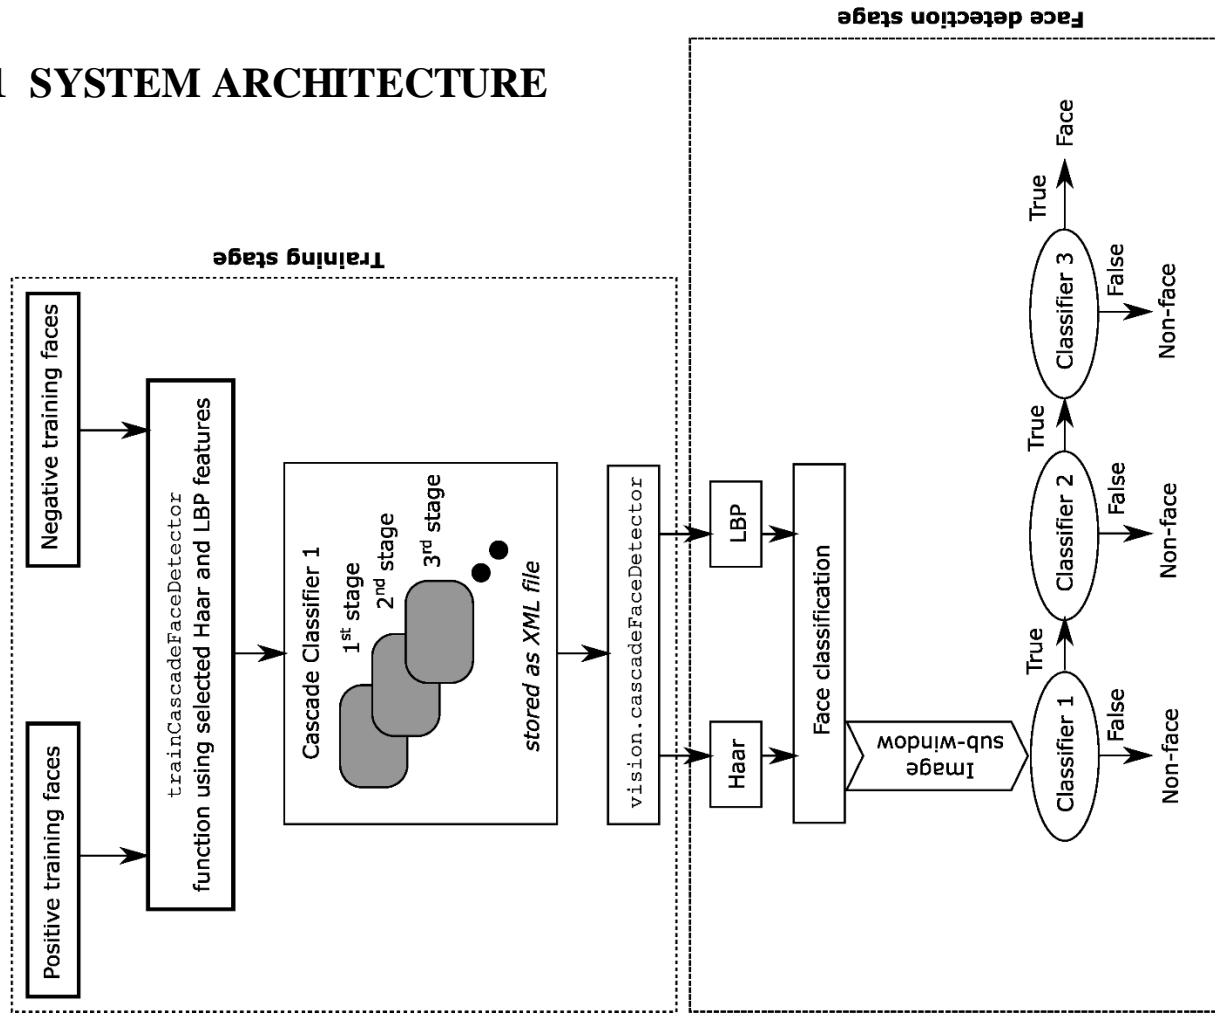 1 SYSTEM ARCHITECTURE
Training stage
Positive training faces
Negative training faces
trainCascadeFaceDetector
function using selected Haar and LBP features
Cascade Classifier 1
1st stage
2nd stage
3rd stage
stored as XML file
vision.cascadeFaceDetector
Face detection stage
Haar
LBP
Face classification
Image
sub-window
Classifier 1
True
False
Non-face
Classifier 2
True
False
Non-face
Classifier 3
True
False
Non-face
Face